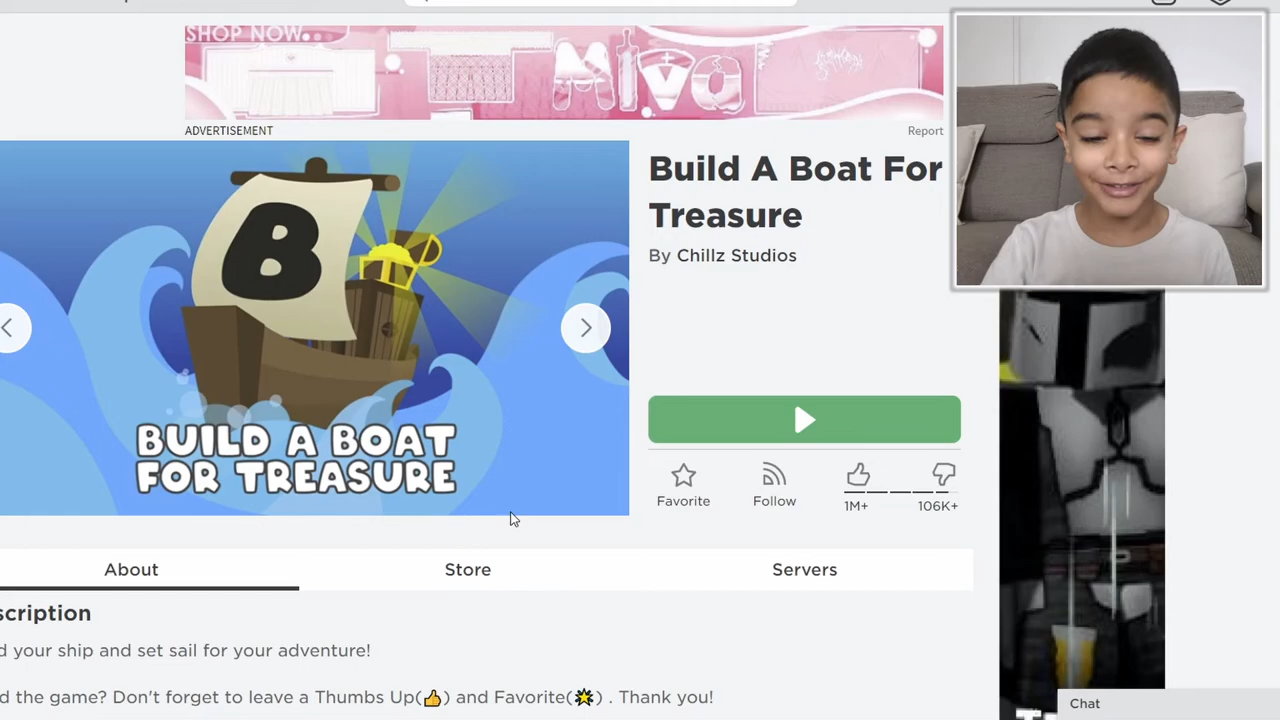 SHOP NOW...
MIVA
ADVERTISEMENT
Report
B
BUILD A BOAT
FOR TREASURE
Build A Boat For
Treasure
By Chillz Studios
Favorite
Follow
1M+
106K+
About
Store
Servers
scription
d your ship and set sail for your adventure!
d the game? Don't forget to leave a Thumbs Up(👍) and Favorite(🌟) . Thank you!
Chat